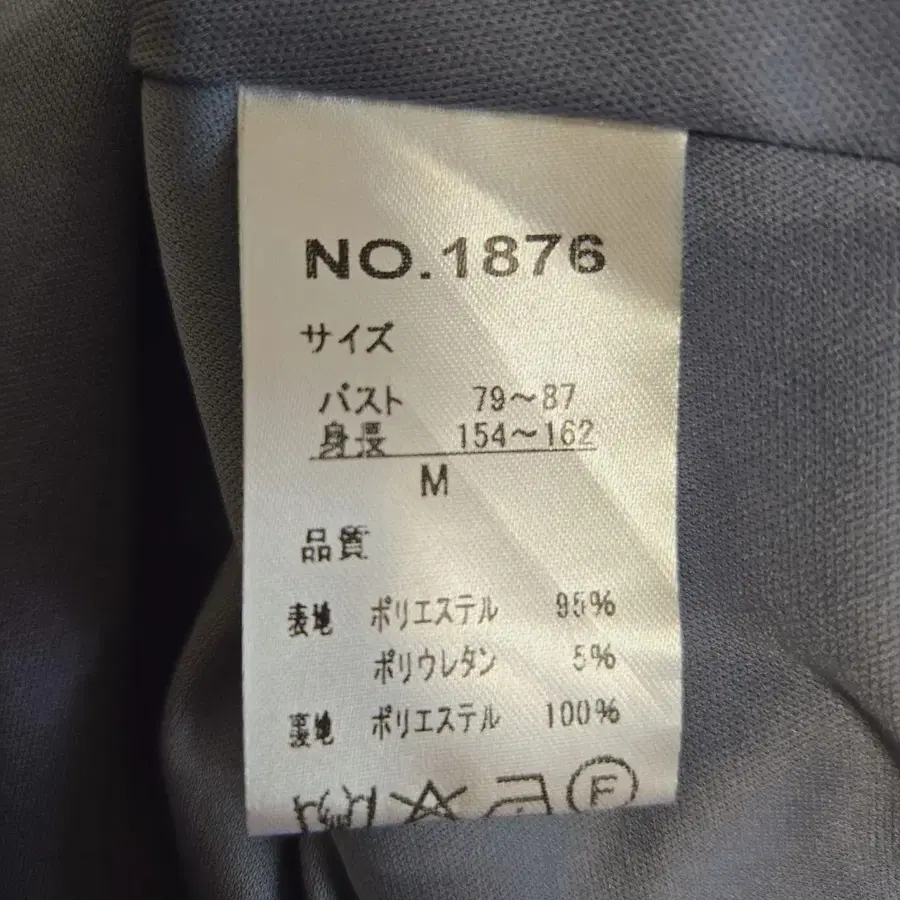 NO.1876
サイズ
バスト 79～87
身長 154～162
M
品質
表地 ポリエステル 95%
ポリウレタン 5%
裏地 ポリエステル 100%
F